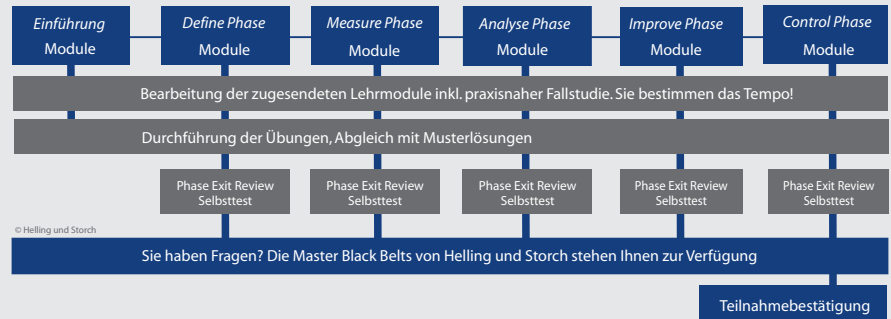 Einführung
Module
Define Phase
Module
Measure Phase
Module
Analyse Phase
Module
Improve Phase
Module
Control Phase
Module
Bearbeitung der zugesendeten Lehrmodule inkl. praxisnaher Fallstudie. Sie bestimmen das Tempo!
Durchführung der Übungen, Abgleich mit Musterlösungen
Phase Exit Review
Selbsttest
Phase Exit Review
Selbsttest
Phase Exit Review
Selbsttest
Phase Exit Review
Selbsttest
Phase Exit Review
Selbsttest
© Helling und Storch
Sie haben Fragen? Die Master Black Belts von Helling und Storch stehen Ihnen zur Verfügung
Teilnahmebestätigung